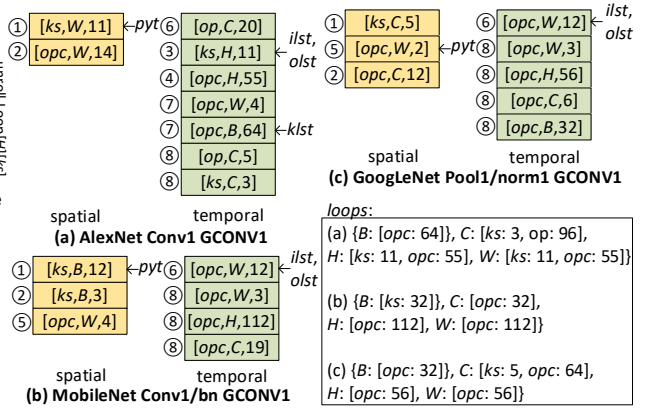 ① [ks,W,11] ←pyt
② [opc,W,14]
⑥ [op,C,20]
③ [ks,H,11] ilst, olst
④ [opc,H,55]
⑦ [opc,W,4]
⑦ [opc,B,64] ←klst
⑧ [op,C,5]
⑧ [ks,C,3]
spatial temporal
(a) AlexNet Conv1 GCONV1
① [ks,C,5]
⑤ [opc,W,2] ←pyt
② [opc,C,12]
⑥ [opc,W,12] ilst, olst
⑧ [opc,W,3]
⑧ [opc,H,56]
⑧ [opc,C,6]
⑧ [opc,B,32]
spatial temporal
(c) GoogLeNet Pool1/norm1 GCONV1
① [ks,B,12] ←pyt
② [ks,B,3]
⑤ [opc,W,4]
⑥ [opc,W,12] ←ilst, olst
⑧ [opc,W,3]
⑧ [opc,H,112]
⑧ [opc,C,19]
spatial temporal
(b) MobileNet Conv1/bn GCONV1
loops:
(a) {B: [opc: 64]}, C: [ks: 3, op: 96],
H: [ks: 11, opc: 55], W: [ks: 11, opc: 55]}
(b) {B: [ks: 32]}, C: [opc: 32],
H: [opc: 112], W: [opc: 112]}
(c) {B: [opc: 32]}, C: [ks: 5, opc: 64],
H: [opc: 56], W: [opc: 56]}